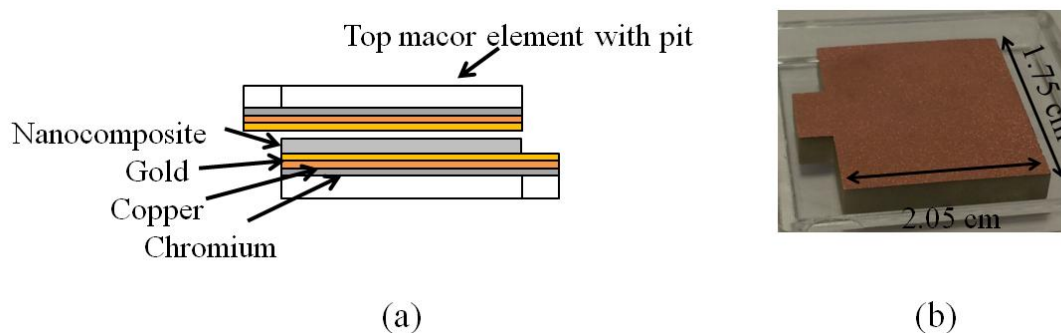 Top macor element with pit
Nanocomposite
Gold
Copper
Chromium
1.75 cm
2.05 cm
(a)
(b)